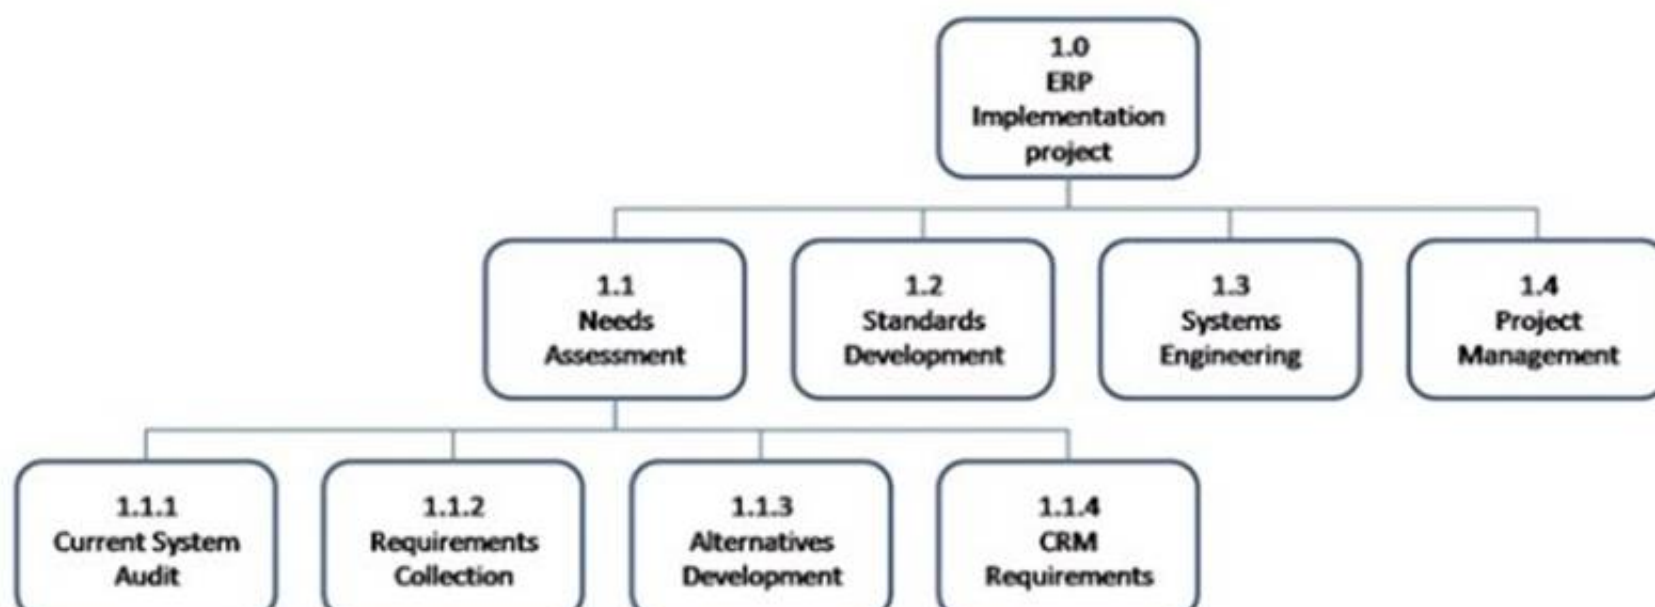 1.0
ERP
Implementation
project
1.1
Needs
Assessment
1.2
Standards
Development
1.3
Systems
Engineering
1.4
Project
Management
1.1.1
Current System
Audit
1.1.2
Requirements
Collection
1.1.3
Alternatives
Development
1.1.4
CRM
Requirements